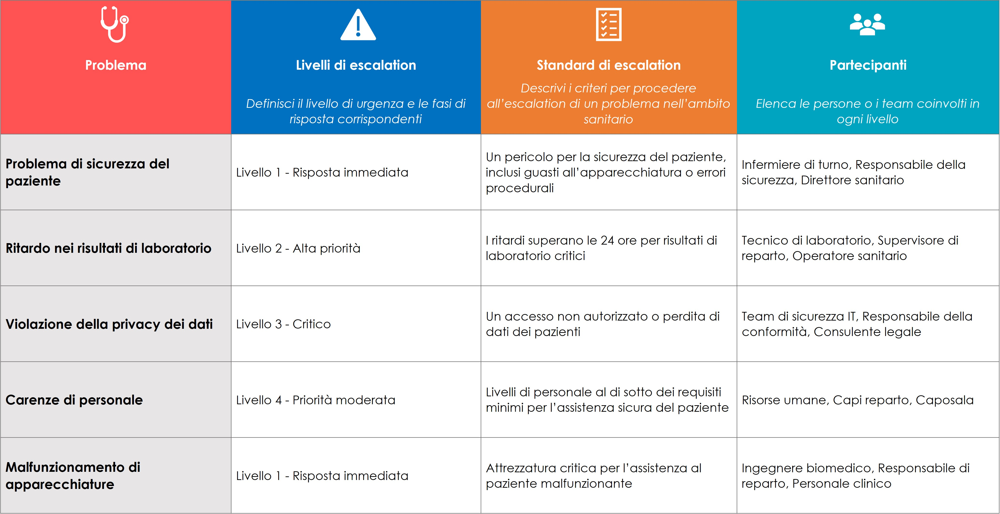 Problema
Livelli di escalation
Definisci il livello di urgenza e le fasi di
risposta corrispondenti
Standard di escalation
Descrivi i criteri per procedere
all’escalation di un problema nell’ambito
sanitario
Partecipanti
Elenca le persone o i team coinvolti in
ogni livello
Problema di sicurezza del
paziente
Livello 1 - Risposta immediata
Un pericolo per la sicurezza del paziente,
inclusi guasti all’apparecchiatura o errori
procedurali
Infermiere di turno, Responsabile della
sicurezza, Direttore sanitario
Ritardo nei risultati di laboratorio
Livello 2 - Alta priorità
I ritardi superano le 24 ore per risultati di
laboratorio critici
Tecnico di laboratorio, Supervisore di
reparto, Operatore sanitario
Violazione della privacy dei dati
Livello 3 - Critico
Un accesso non autorizzato o perdita di
dati dei pazienti
Team di sicurezza IT, Responsabile della
conformità, Consulente legale
Carenze di personale
Livello 4 - Priorità moderata
Livelli di personale al di sotto dei requisiti
minimi per l’assistenza sicura del paziente
Risorse umane, Capi reparto, Caposala
Malfunzionamento di
apparecchiature
Livello 1 - Risposta immediata
Attrezzatura critica per l’assistenza al
paziente malfunzionante
Ingegnere biomedico, Responsabile di
reparto, Personale clinico